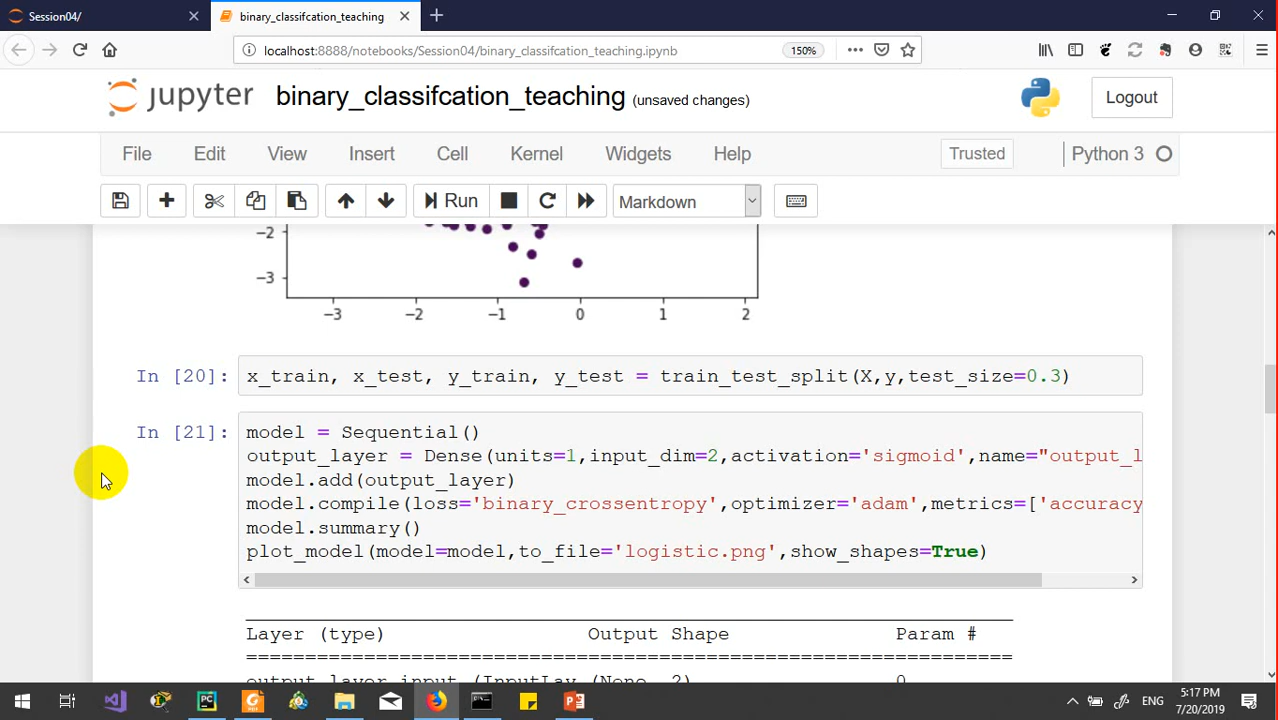 Session04/
binary_classifcation_teaching
localhost:8888/notebooks/Session04/binary_classifcation_teaching.ipynb
150%
jupyter
binary_classifcation_teaching (unsaved changes)
Logout
File Edit View Insert Cell Kernel Widgets Help
Trusted
Python 3
Run
Markdown
−2
−3
−3 −2 −1 0 1 2
In [20]: x_train, x_test, y_train, y_test = train_test_split(X,y,test_size=0.3)
In [21]: model = Sequential()
output_layer = Dense(units=1,input_dim=2,activation='sigmoid',name="output_l
model.add(output_layer)
model.compile(loss='binary_crossentropy',optimizer='adam',metrics=['accuracy
model.summary()
plot_model(model=model,to_file='logistic.png',show_shapes=True)
Layer (type) Output Shape Param #
=================================================================
output_layer_input (InputLay (None, 2) 0
ENG
5:17 PM
7/20/2019